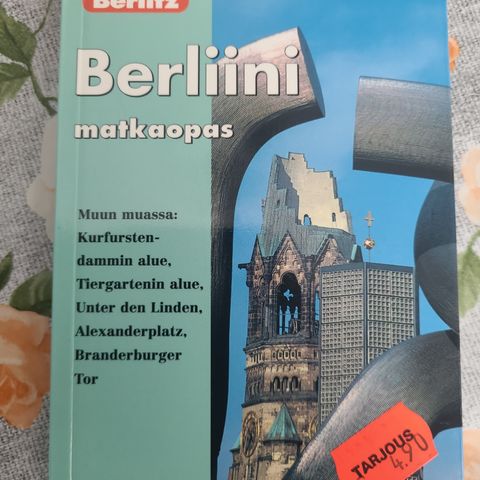 Berlitz
Berliini
matkaopas
Muun muassa:
Kurfursten-
dammin alue,
Tiergartenin alue,
Unter den Linden,
Alexanderplatz,
Branderburger
Tor
TARJOUS
4,90